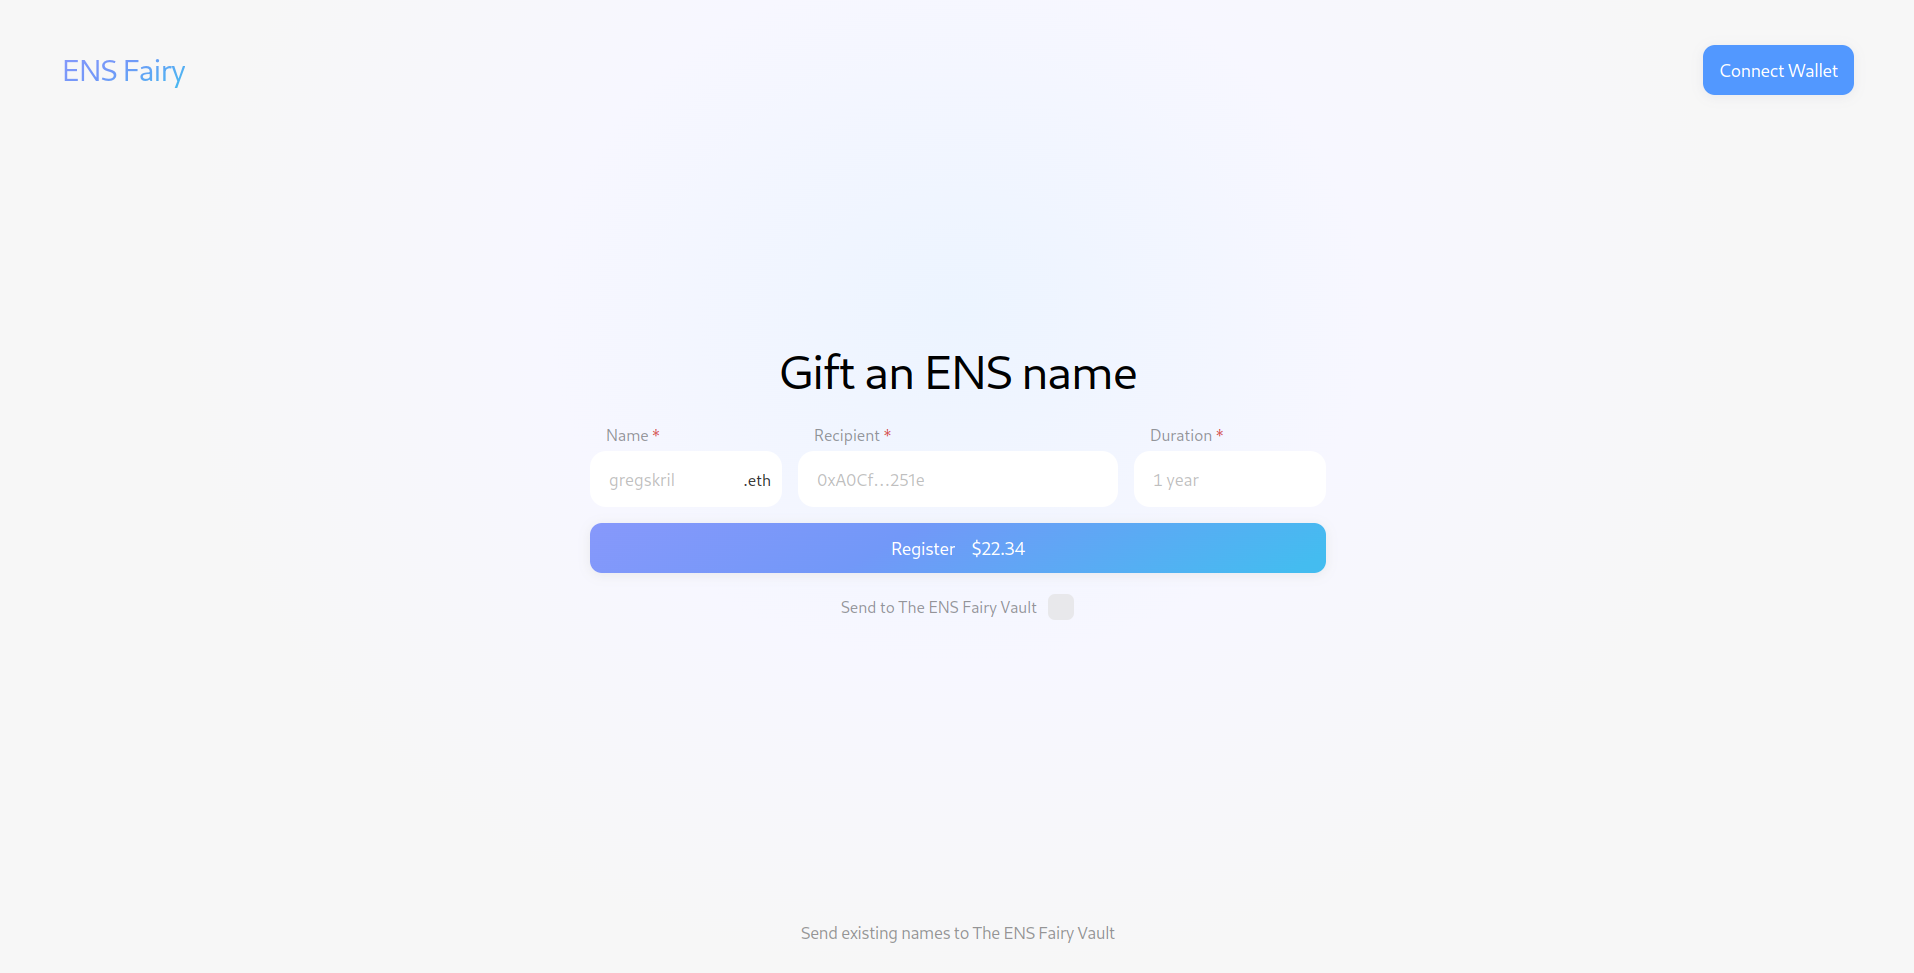 ENS Fairy
Connect Wallet
Gift an ENS name
Name * Recipient * Duration *
gregskril .eth 0xA0Cf…251e 1 year
Register $22.34
Send to The ENS Fairy Vault
Send existing names to The ENS Fairy Vault